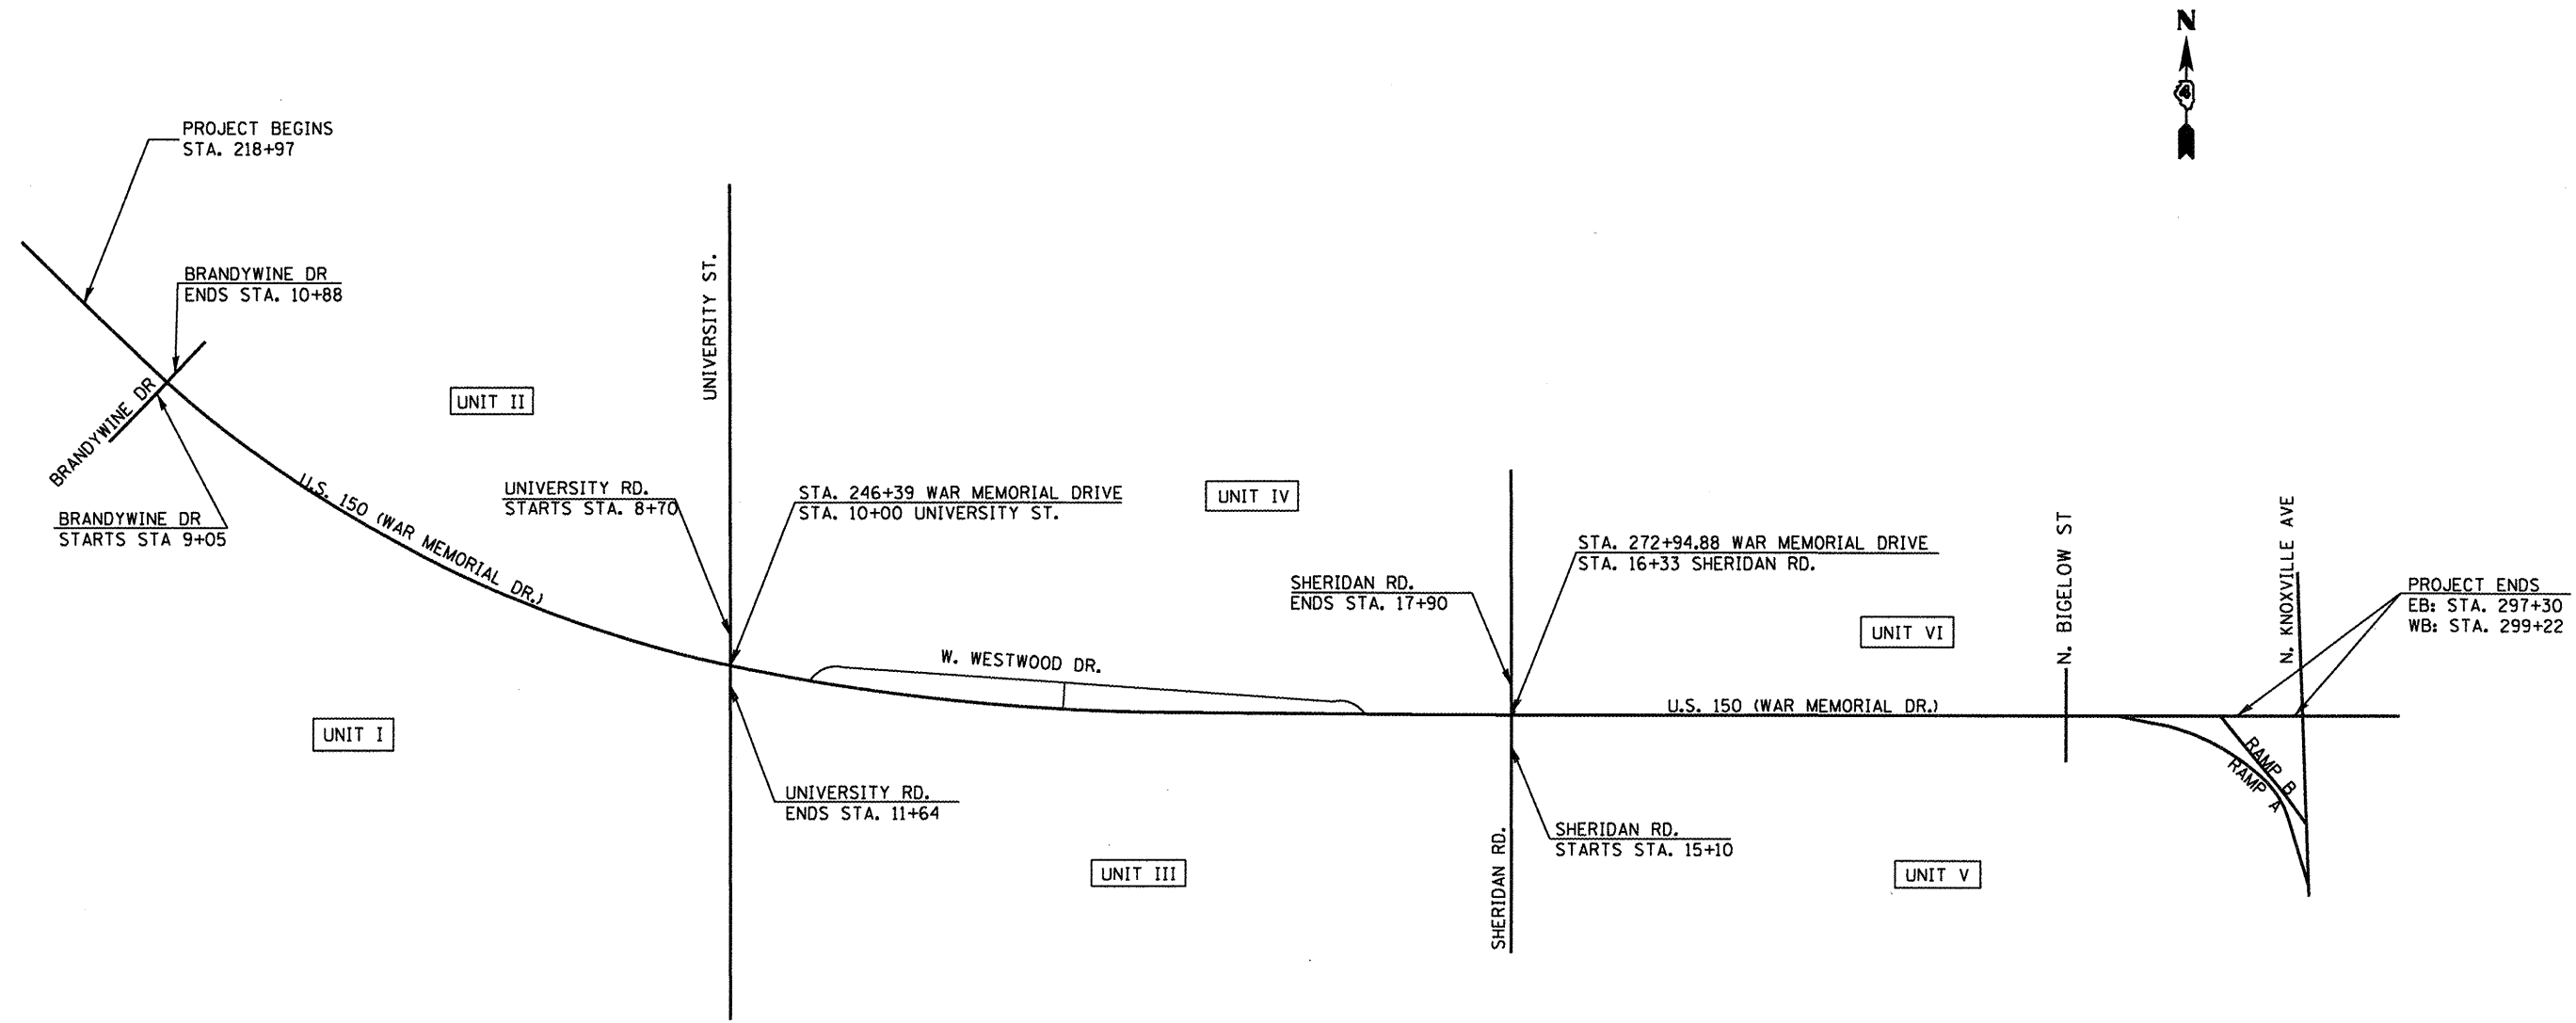 N
4
PROJECT BEGINS
STA. 218+97
BRANDYWINE DR
ENDS STA. 10+88
BRANDYWINE DR
BRANDYWINE DR
STARTS STA 9+05
UNIT II
U.S. 150 (WAR MEMORIAL DR.)
UNIVERSITY ST.
UNIVERSITY RD.
STARTS STA. 8+70
STA. 246+39 WAR MEMORIAL DRIVE
STA. 10+00 UNIVERSITY ST.
UNIT I
UNIVERSITY RD.
ENDS STA. 11+64
W. WESTWOOD DR.
UNIT IV
UNIT III
SHERIDAN RD.
ENDS STA. 17+90
STA. 272+94.88 WAR MEMORIAL DRIVE
STA. 16+33 SHERIDAN RD.
SHERIDAN RD.
SHERIDAN RD.
STARTS STA. 15+10
UNIT VI
U.S. 150 (WAR MEMORIAL DR.)
UNIT V
N. BIGELOW ST
N. KNOXVILLE AVE
PROJECT ENDS
EB: STA. 297+30
WB: STA. 299+22
RAMP B
RAMP A